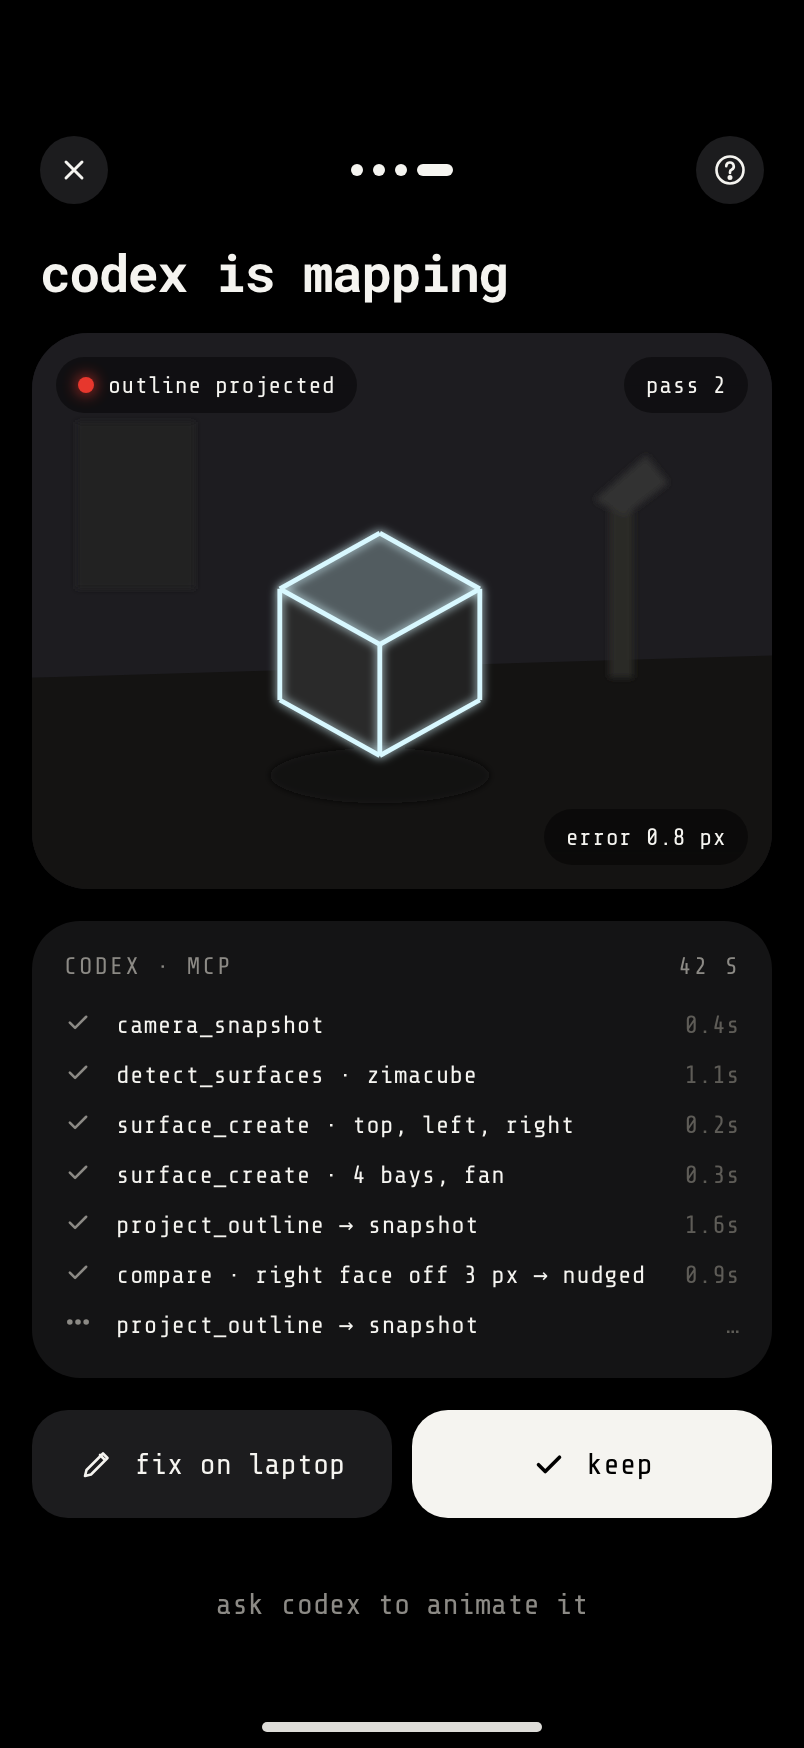 codex is mapping
outline projected
pass 2
error 0.8 px
CODEX · MCP 42 S
camera_snapshot 0.4s
detect_surfaces · zimacube 1.1s
surface_create · top, left, right 0.2s
surface_create · 4 bays, fan 0.3s
project_outline → snapshot 1.6s
compare · right face off 3 px → nudged 0.9s
project_outline → snapshot …
fix on laptop
keep
ask codex to animate it